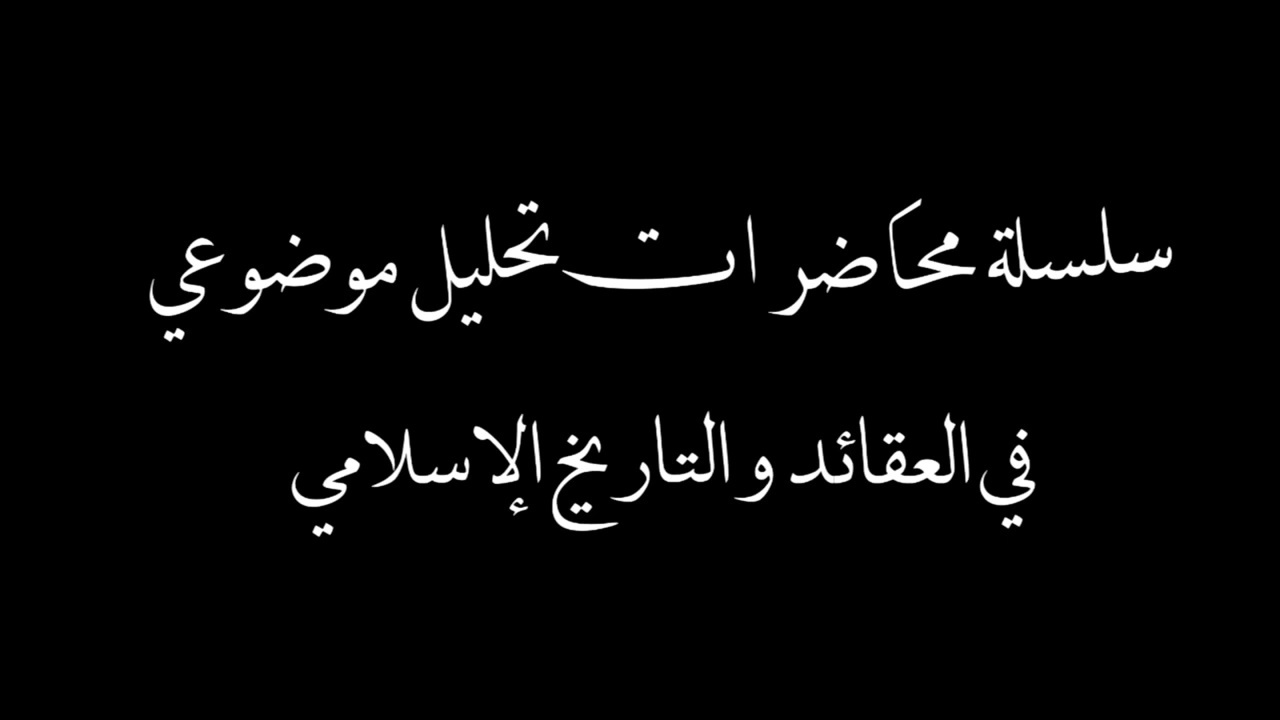 سلسلة محاضرات تحليل موضوعي
في العقائد و التاريخ الإسلامي